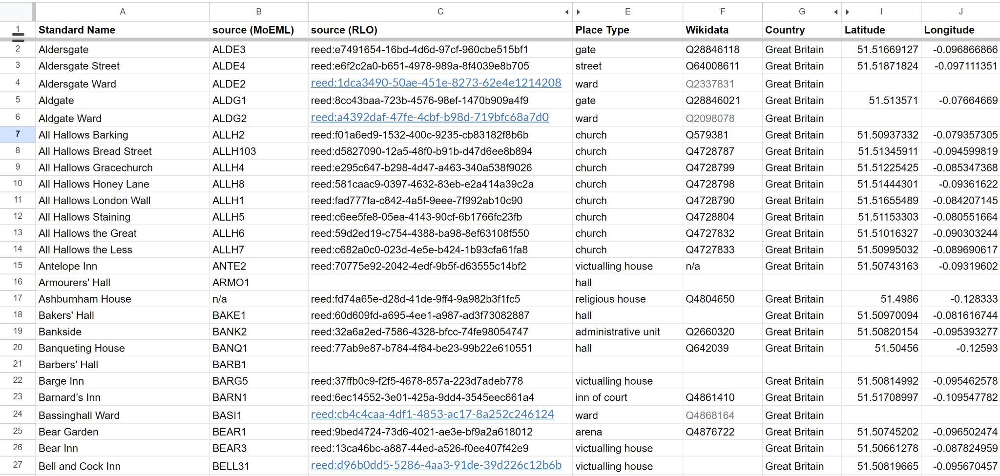 A B C E F G I J
1 Standard Name source (MoEML) source (RLO) Place Type Wikidata Country Latitude Longitude
2 Aldersgate ALDE3 reed:e7491654-16bd-4d6d-97cf-960cbe515bf1 gate Q28846118 Great Britain 51.51669127 -0.096866866
3 Aldersgate Street ALDE4 reed:e6f2c2a0-b651-4978-989a-8f4039e8b705 street Q64008611 Great Britain 51.51871824 -0.097111351
4 Aldersgate Ward ALDE2 reed:1dca3490-50ae-451e-8273-62e4e1214208 ward Q2337831 Great Britain
5 Aldgate ALDG1 reed:8cc43baa-723b-4576-98ef-1470b909a4f9 gate Q28846021 Great Britain 51.513571 -0.07664669
6 Aldgate Ward ALDG2 reed:a4392daf-47fe-4cbf-b98d-719bfc68a7d0 ward Q2098078 Great Britain
7 All Hallows Barking ALLH2 reed:f01a6ed9-1532-400c-9235-cb83182f8b6b church Q579381 Great Britain 51.50937332 -0.079357305
8 All Hallows Bread Street ALLH103 reed:d5827090-12a5-48f0-b91b-d47d6ee8b894 church Q4728787 Great Britain 51.51345911 -0.094599819
9 All Hallows Gracechurch ALLH4 reed:e295c647-b298-4d47-a463-340a538f9026 church Q4728799 Great Britain 51.51225425 -0.085347368
10 All Hallows Honey Lane ALLH8 reed:581caac9-0397-4632-83eb-e2a414a39c2a church Q4728798 Great Britain 51.51444301 -0.09361622
11 All Hallows London Wall ALLH1 reed:fad777fa-c842-4a5f-9eee-7f992ab10c90 church Q4728790 Great Britain 51.51655489 -0.084207145
12 All Hallows Staining ALLH5 reed:c6ee5fe8-05ea-4143-90cf-6b1766fc23fb church Q4728804 Great Britain 51.51153303 -0.080551664
13 All Hallows the Great ALLH6 reed:59d2ed19-c754-4388-ba98-8ef63108f550 church Q4727832 Great Britain 51.51016327 -0.090303244
14 All Hallows the Less ALLH7 reed:c682a0c0-023d-4e5e-b424-1b93cfa61fa8 church Q4727833 Great Britain 51.50995032 -0.089690617
15 Antelope Inn ANTE2 reed:70775e92-2042-4edf-9b5f-d63555c14bf2 victualling house n/a Great Britain 51.50743163 -0.09319602
16 Armourers' Hall ARMO1 hall
17 Ashburnham House n/a reed:fd74a65e-d28d-41de-9ff4-9a982b3f1fc5 religious house Q4804650 Great Britain 51.4986 -0.128333
18 Bakers' Hall BAKE1 reed:60d609fd-a695-4ee1-a987-ad3f73082887 hall Great Britain 51.50970094 -0.081616744
19 Bankside BANK2 reed:32a6a2ed-7586-4328-bfcc-74fe98054747 administrative unit Q2660320 Great Britain 51.50820154 -0.095393277
20 Banqueting House BANQ1 reed:77ab9e87-b784-4f84-be23-99b22e610551 hall Q642039 Great Britain 51.50456 -0.12593
21 Barbers' Hall BARB1
22 Barge Inn BARG5 reed:37ffb0c9-f2f5-4678-857a-223d7adeb778 victualling house Great Britain 51.50814992 -0.095462578
23 Barnard’s Inn BARN1 reed:6ec14552-3e01-425a-9dd4-3545eec661a4 inn of court Q4861410 Great Britain 51.51708997 -0.109547782
24 Bassinghall Ward BASI1 reed:cb4c4caa-4df1-4853-ac17-8a252c246124 ward Q4868164 Great Britain
25 Bear Garden BEAR1 reed:9bed4724-73d6-4021-ae3e-bf9a2a618012 arena Q4876722 Great Britain 51.50745202 -0.096502474
26 Bear Inn BEAR3 reed:13ca46bc-a887-44ed-a526-f0ee407f42e9 victualling house Great Britain 51.50661278 -0.087824959
27 Bell and Cock Inn BELL31 reed:d96b0dd5-5286-4aa3-91de-39d226c12b6b victualling house Great Britain 51.50819665 -0.095670457